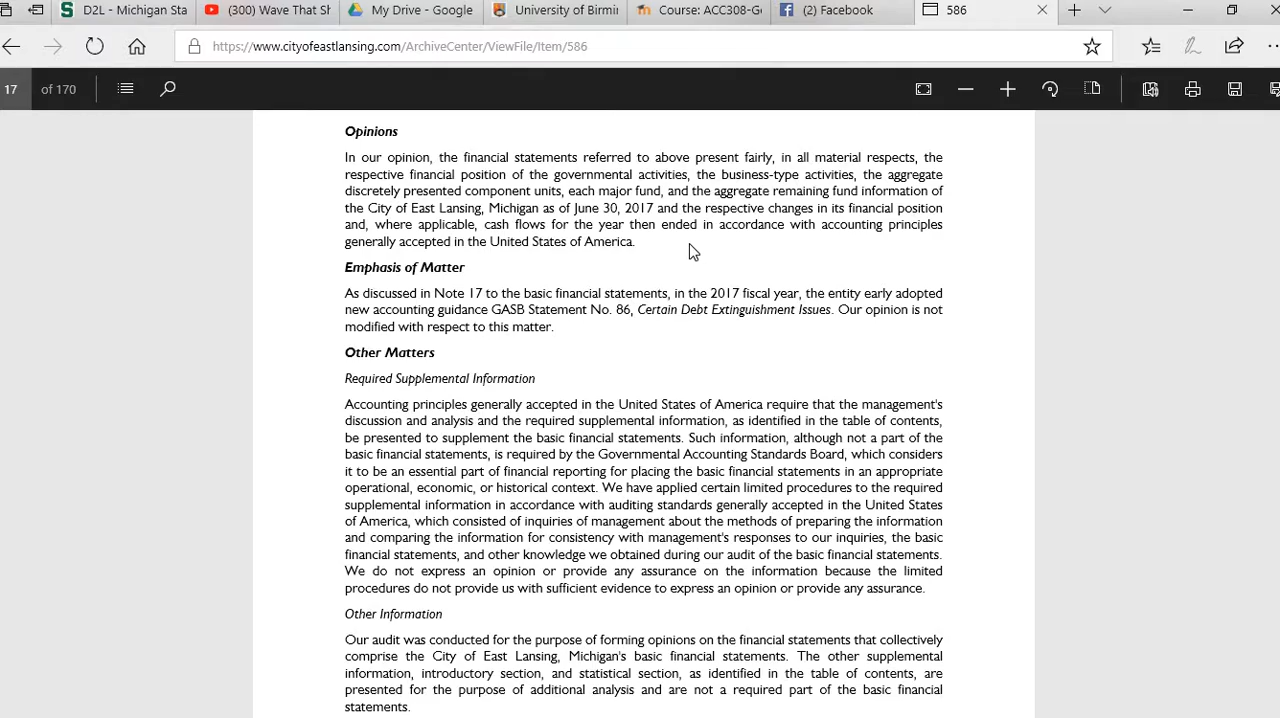 D2L - Michigan Sta
(300) Wave That Sh
My Drive - Google
University of Birmin
Course: ACC308-Go
(2) Facebook
586
https://www.cityofeastlansing.com/ArchiveCenter/ViewFile/Item/586
17 of 170
Opinions
In our opinion, the financial statements referred to above present fairly, in all material respects, the
respective financial position of the governmental activities, the business-type activities, the aggregate
discretely presented component units, each major fund, and the aggregate remaining fund information of
the City of East Lansing, Michigan as of June 30, 2017 and the respective changes in its financial position
and, where applicable, cash flows for the year then ended in accordance with accounting principles
generally accepted in the United States of America.
Emphasis of Matter
As discussed in Note 17 to the basic financial statements, in the 2017 fiscal year, the entity early adopted
new accounting guidance GASB Statement No. 86, Certain Debt Extinguishment Issues. Our opinion is not
modified with respect to this matter.
Other Matters
Required Supplemental Information
Accounting principles generally accepted in the United States of America require that the management's
discussion and analysis and the required supplemental information, as identified in the table of contents,
be presented to supplement the basic financial statements. Such information, although not a part of the
basic financial statements, is required by the Governmental Accounting Standards Board, which considers
it to be an essential part of financial reporting for placing the basic financial statements in an appropriate
operational, economic, or historical context. We have applied certain limited procedures to the required
supplemental information in accordance with auditing standards generally accepted in the United States
of America, which consisted of inquiries of management about the methods of preparing the information
and comparing the information for consistency with management's responses to our inquiries, the basic
financial statements, and other knowledge we obtained during our audit of the basic financial statements.
We do not express an opinion or provide any assurance on the information because the limited
procedures do not provide us with sufficient evidence to express an opinion or provide any assurance.
Other Information
Our audit was conducted for the purpose of forming opinions on the financial statements that collectively
comprise the City of East Lansing, Michigan's basic financial statements. The other supplemental
information, introductory section, and statistical section, as identified in the table of contents, are
presented for the purpose of additional analysis and are not a required part of the basic financial
statements.